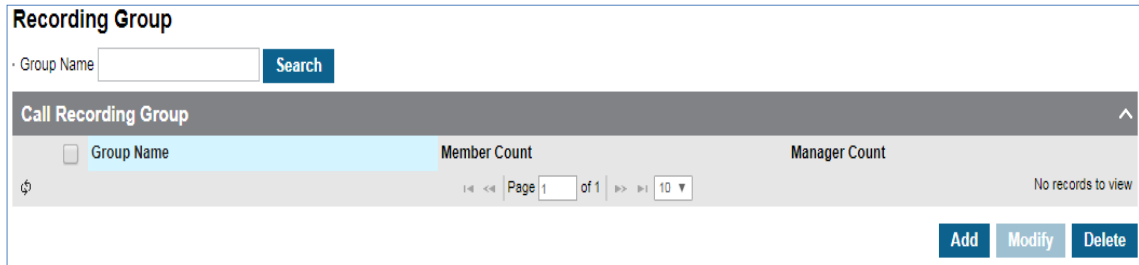 Recording Group
· Group Name Search
Call Recording Group
Group Name Member Count Manager Count
Page 1 of 1 10 No records to view
Add Modify Delete